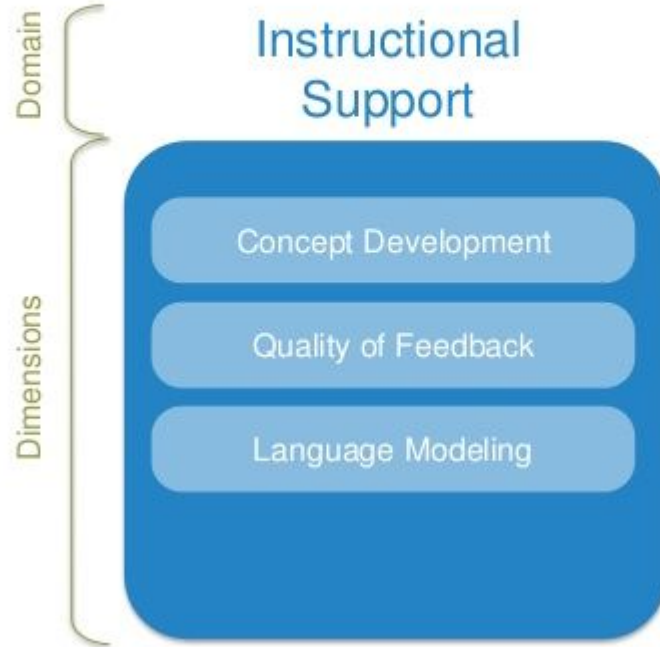 Domain
Instructional
Support
Dimensions
Concept Development
Quality of Feedback
Language Modeling